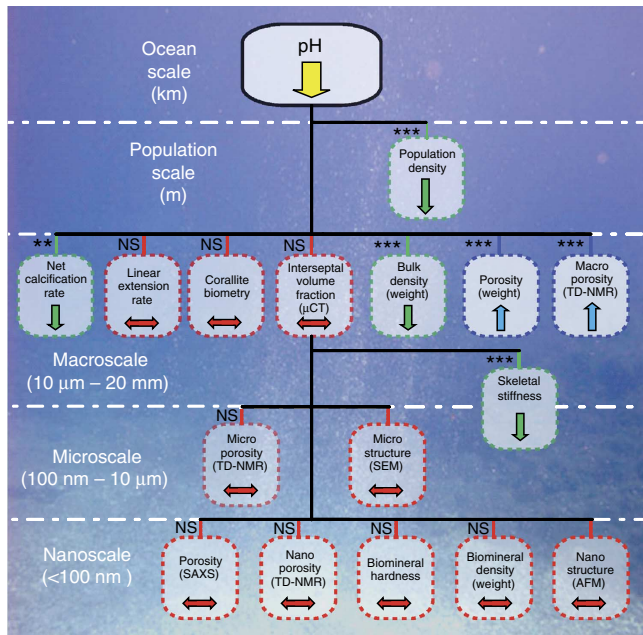 Ocean
scale
(km)
pH
Population
scale
(m)
***
Population
density
**
NS
NS
NS
***
***
***
Net
calcification
rate
Linear
extension
rate
Corallite
biometry
Interseptal
volume
fraction
(μCT)
Bulk
density
(weight)
Porosity
(weight)
Macro
porosity
(TD-NMR)
Macroscale
(10 μm – 20 mm)
***
Skeletal
stiffness
Microscale
(100 nm – 10 μm)
NS
Micro
porosity
(TD-NMR)
Micro
structure
(SEM)
Nanoscale
(<100 nm )
NS
NS
NS
NS
Porosity
(SAXS)
Nano
porosity
(TD-NMR)
Biomineral
hardness
Biomineral
density
(weight)
Nano
structure
(AFM)